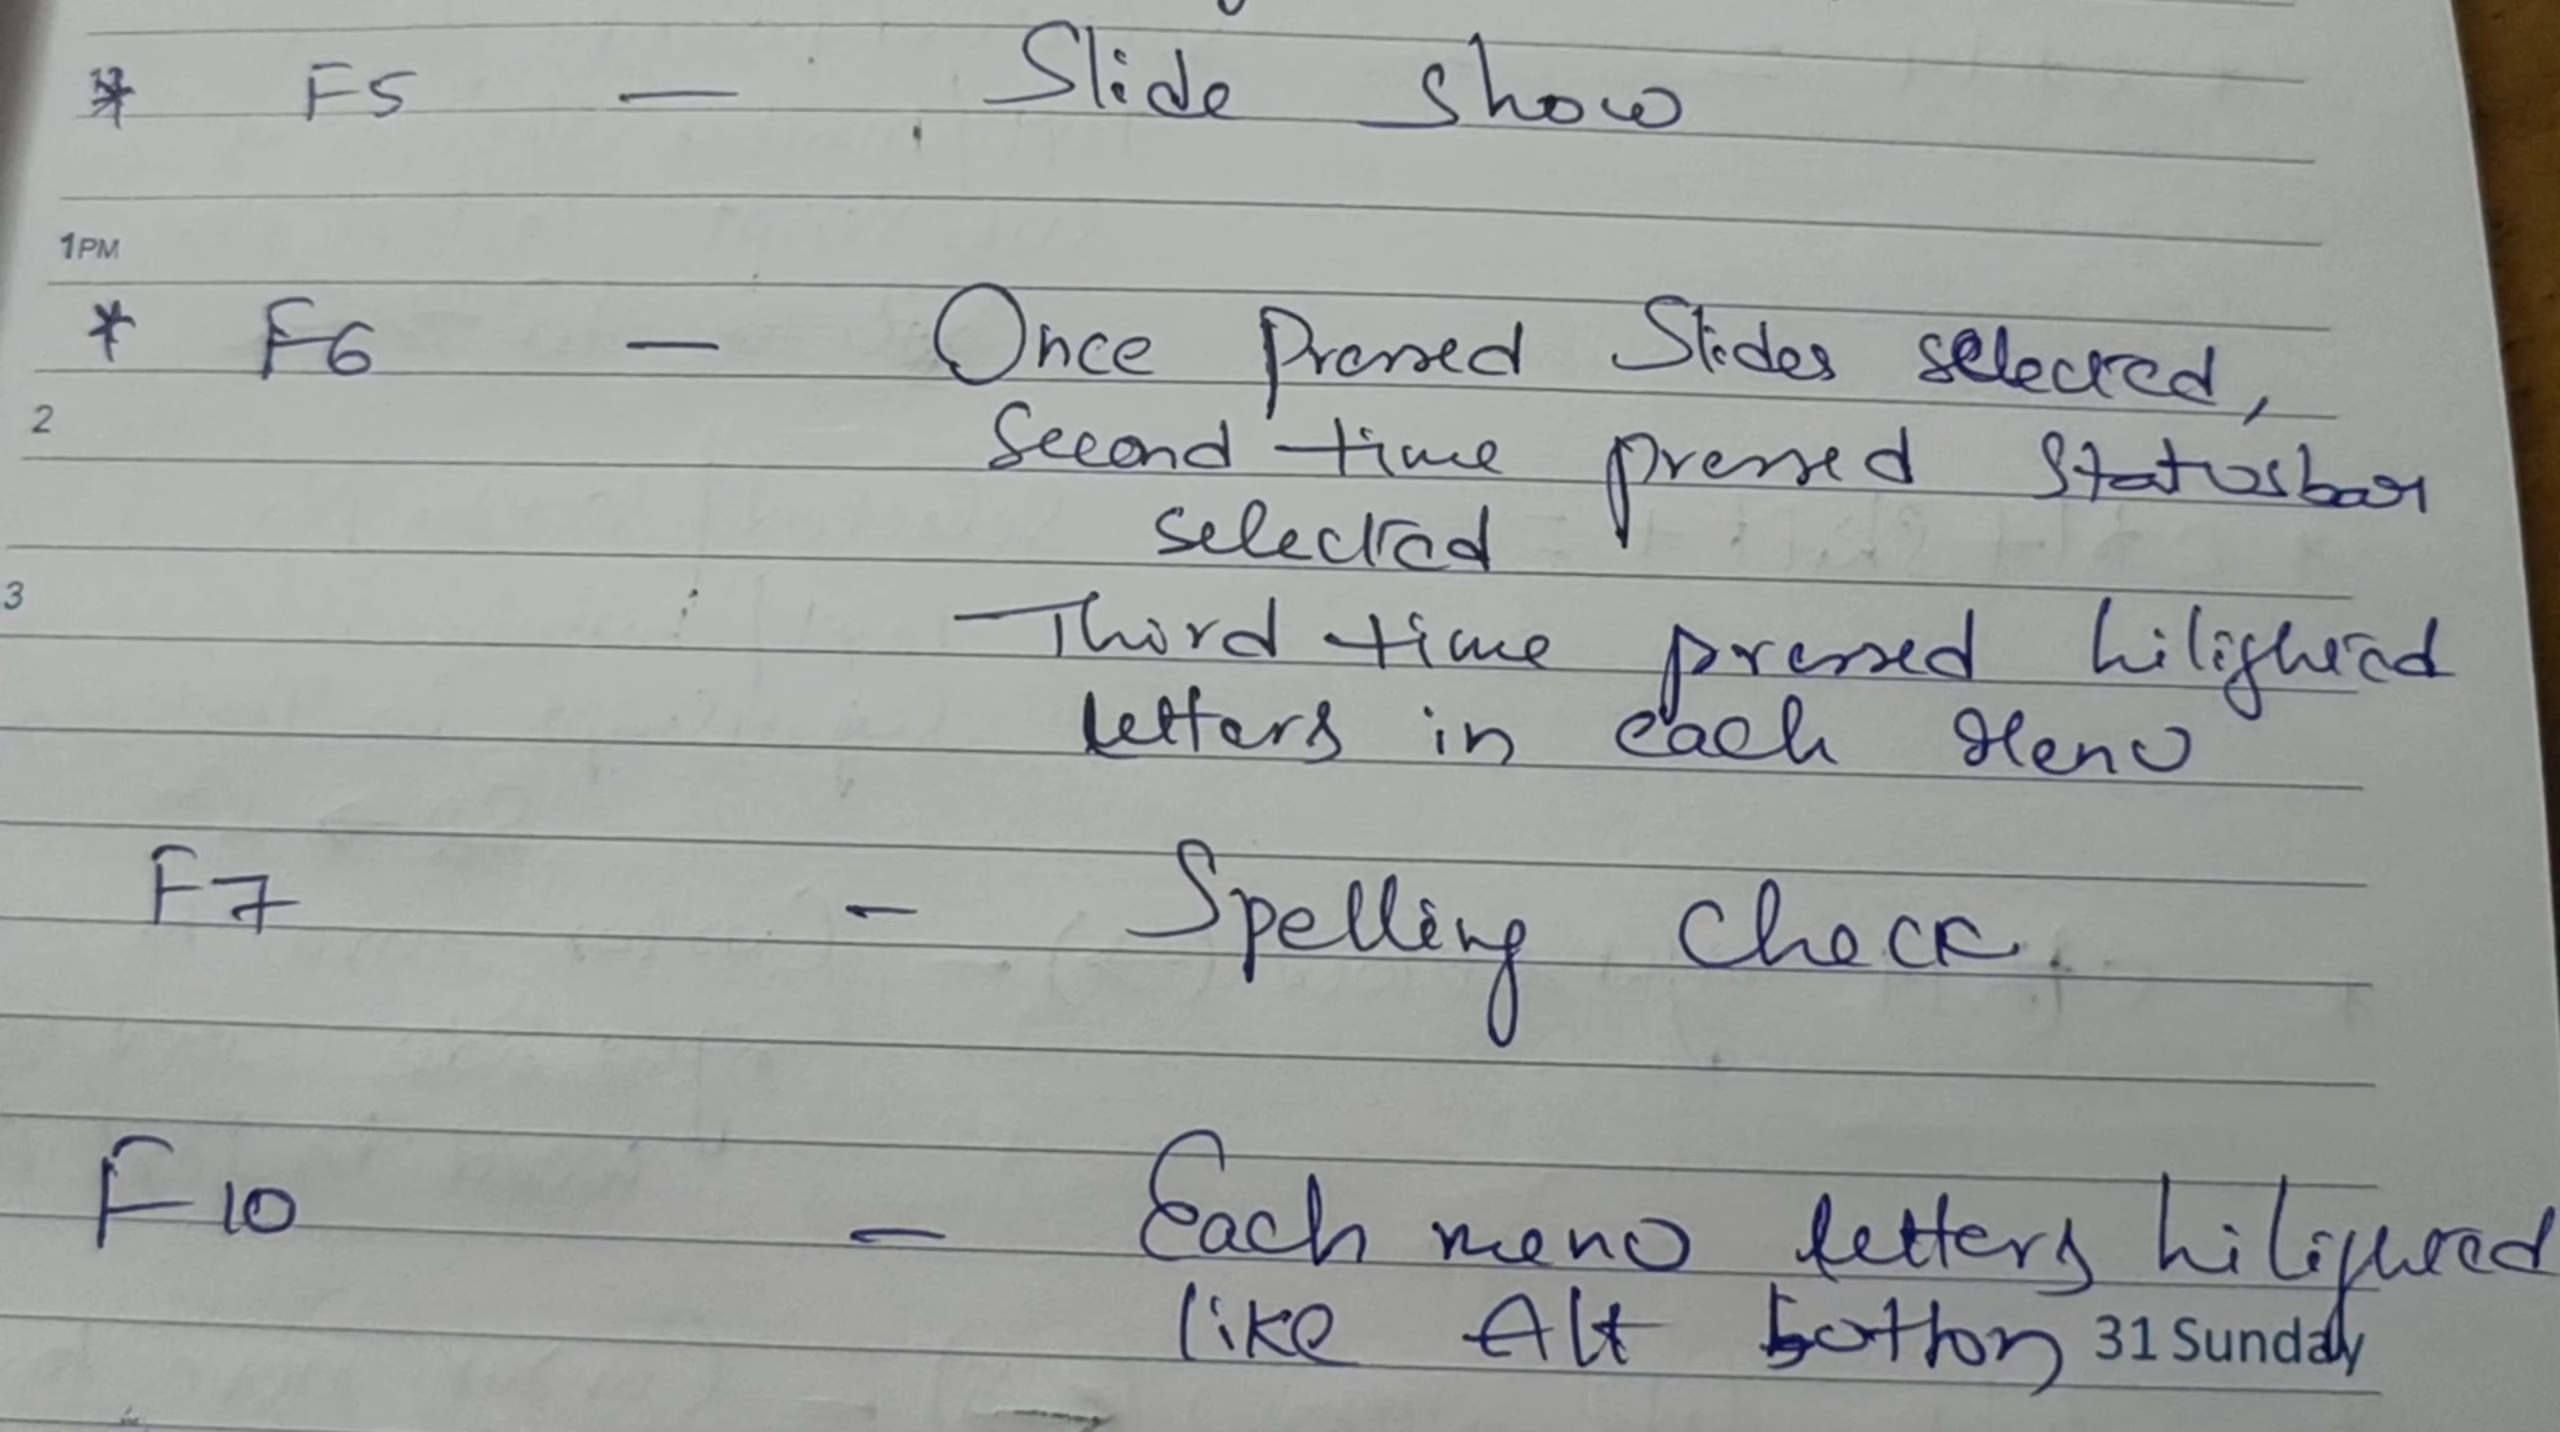 * F5 — Slide show
1PM
* F6 — Once Pressed Slides selected,
2
Second time pressed Statusbar
selected
3
Third time pressed hilighted
letters in each Menu
F7 - Spelling Check
F10 — Each menu letters hilighted
like Alt button 31 Sunday